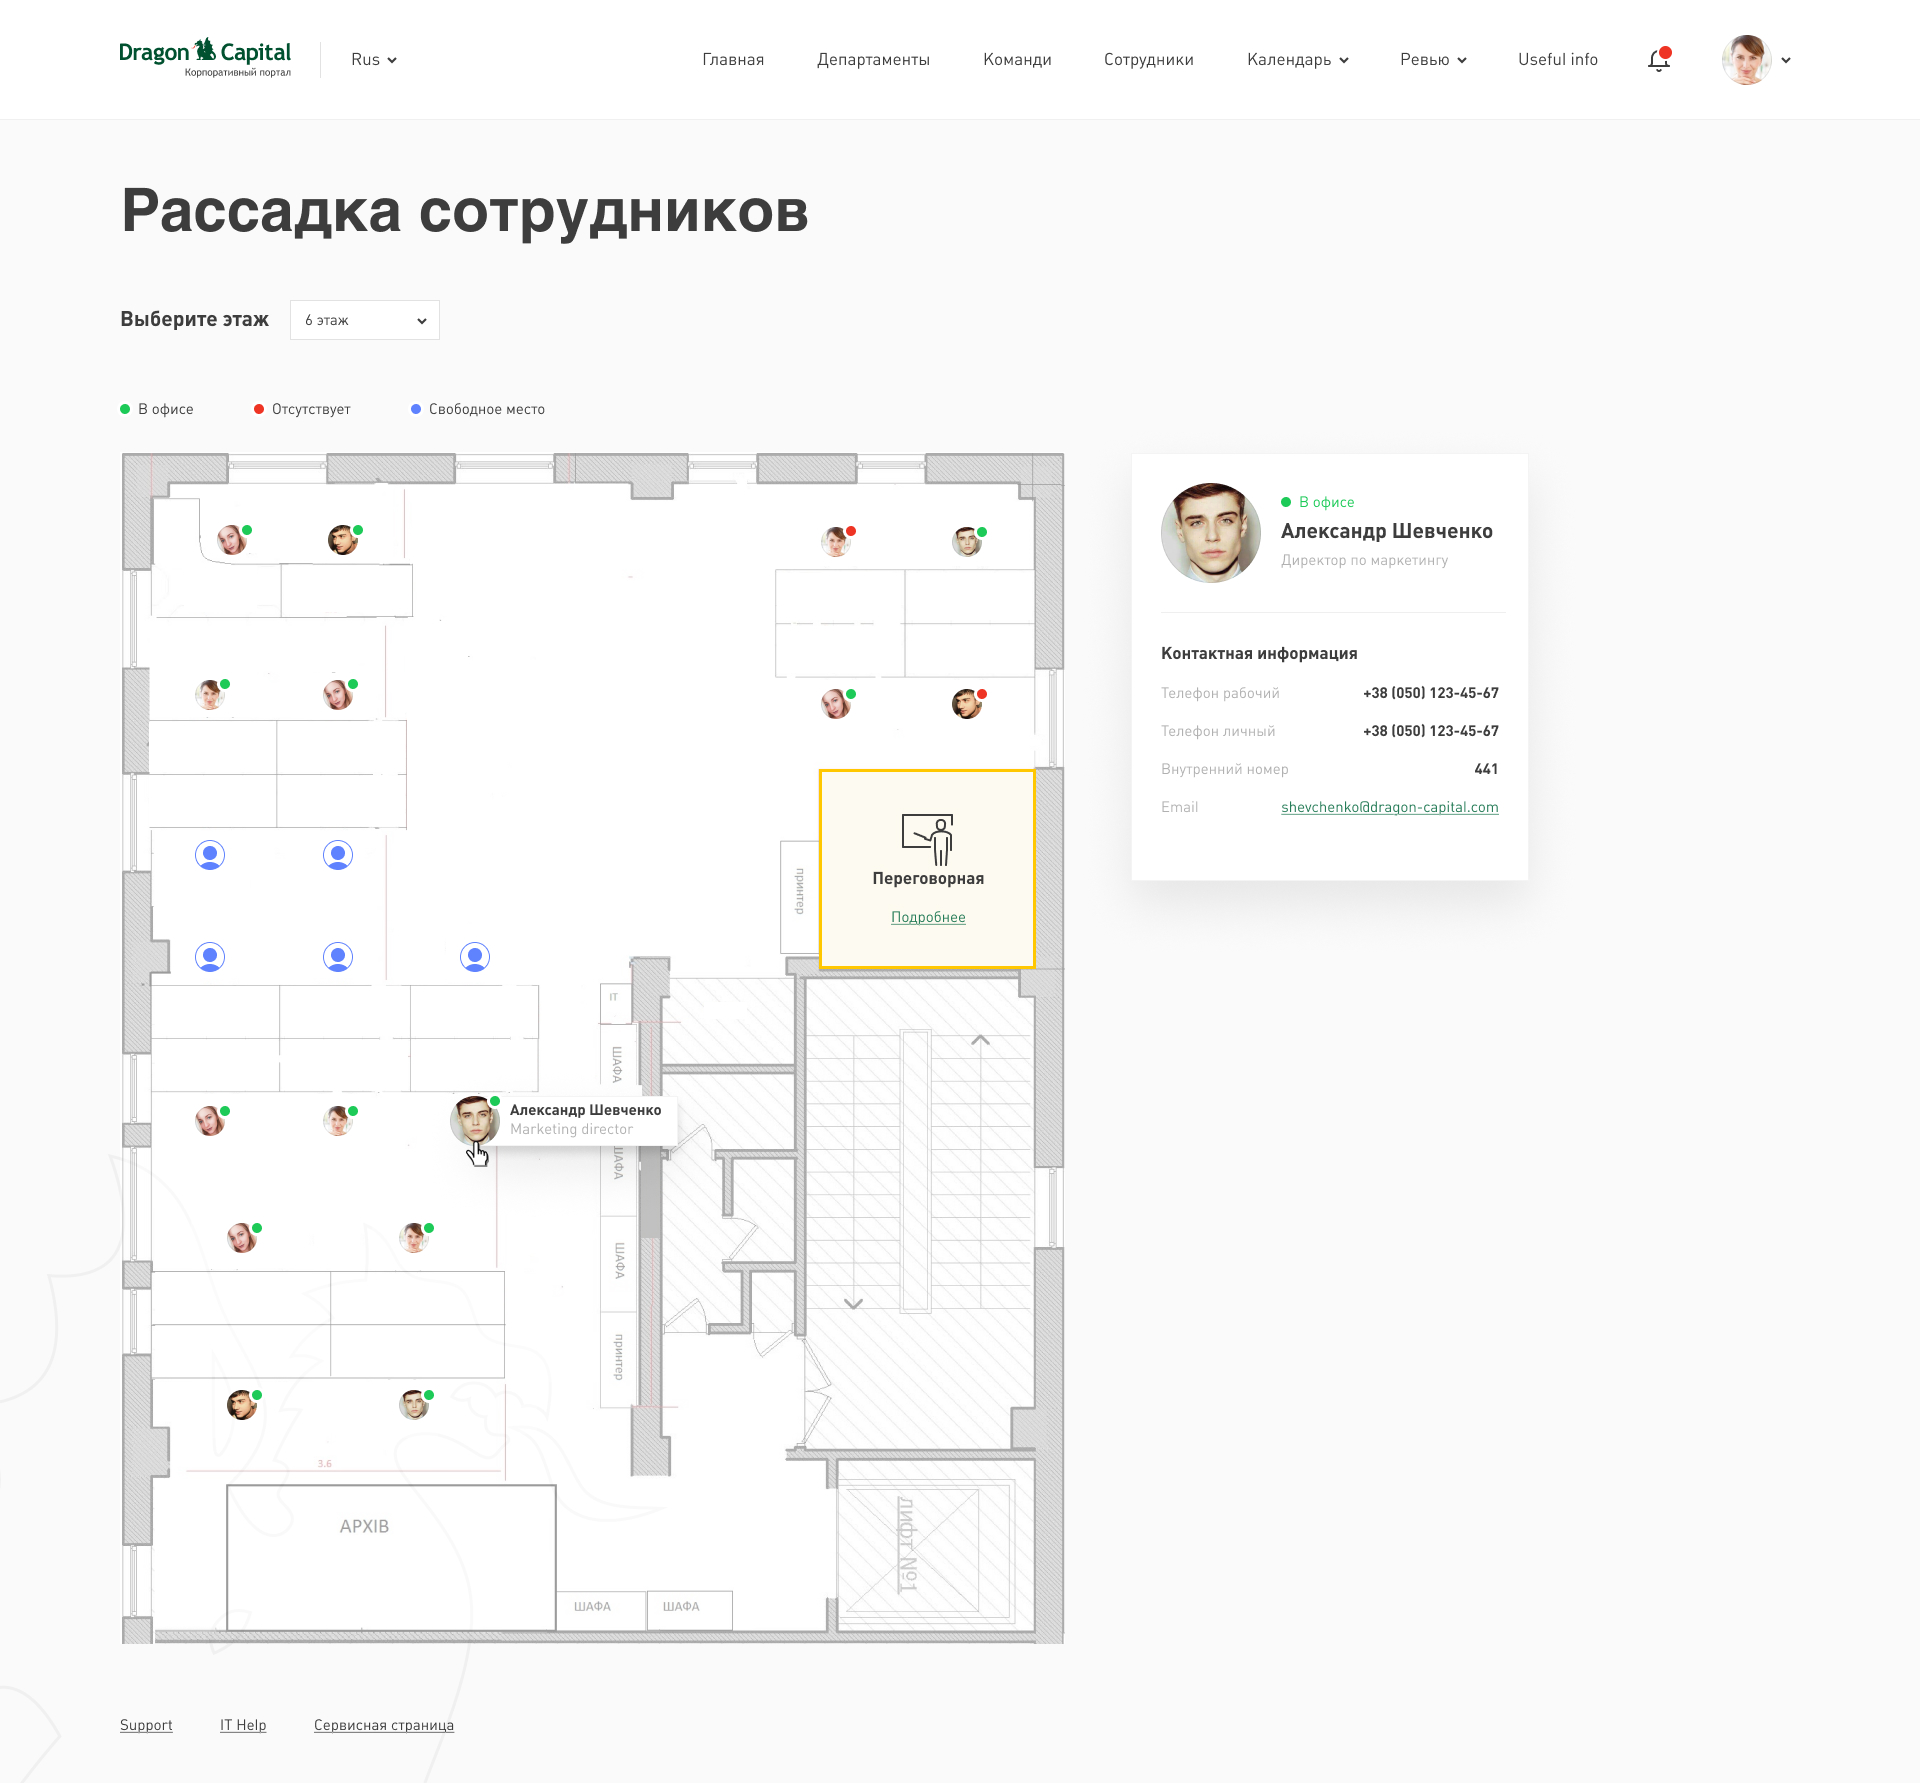 Dragon Capital
Корпоративный портал
Rus
Главная
Департаменты
Команди
Сотрудники
Календарь
Ревью
Useful info
Рассадка сотрудников
Выберите этаж
6 этаж
В офисе
Отсутствует
Свободное место
принтер
Переговорная
Подробнее
IT
ШАФА
Александр Шевченко
Marketing director
ШАФА
ШАФА
принтер
3.6
АРХІВ
ШАФА
ШАФА
лифт №1
В офисе
Александр Шевченко
Директор по маркетингу
Контактная информация
Телефон рабочий
+38 (050) 123-45-67
Телефон личный
+38 (050) 123-45-67
Внутренний номер
441
Email
shevchenko@dragon-capital.com
Support
IT Help
Сервисная страница